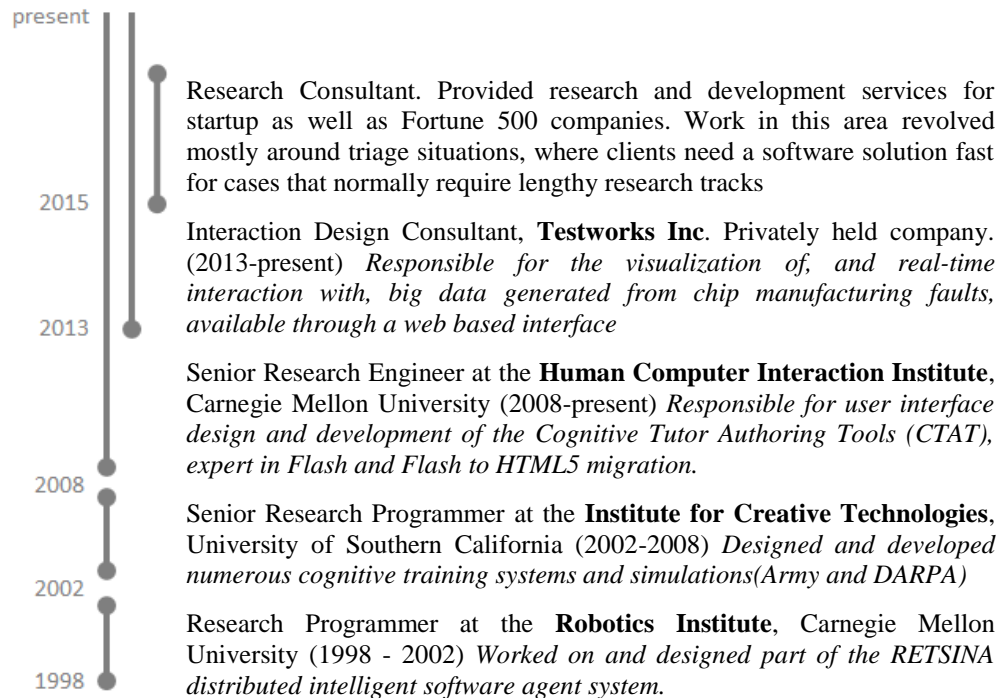 present
Research Consultant. Provided research and development services for
startup as well as Fortune 500 companies. Work in this area revolved
mostly around triage situations, where clients need a software solution fast
for cases that normally require lengthy research tracks
2015
Interaction Design Consultant, Testworks Inc. Privately held company.
(2013-present) Responsible for the visualization of, and real-time
interaction with, big data generated from chip manufacturing faults,
available through a web based interface
2013
Senior Research Engineer at the Human Computer Interaction Institute,
Carnegie Mellon University (2008-present) Responsible for user interface
design and development of the Cognitive Tutor Authoring Tools (CTAT),
expert in Flash and Flash to HTML5 migration.
2008
Senior Research Programmer at the Institute for Creative Technologies,
University of Southern California (2002-2008) Designed and developed
numerous cognitive training systems and simulations(Army and DARPA)
2002
Research Programmer at the Robotics Institute, Carnegie Mellon
University (1998 - 2002) Worked on and designed part of the RETSINA
distributed intelligent software agent system.
1998